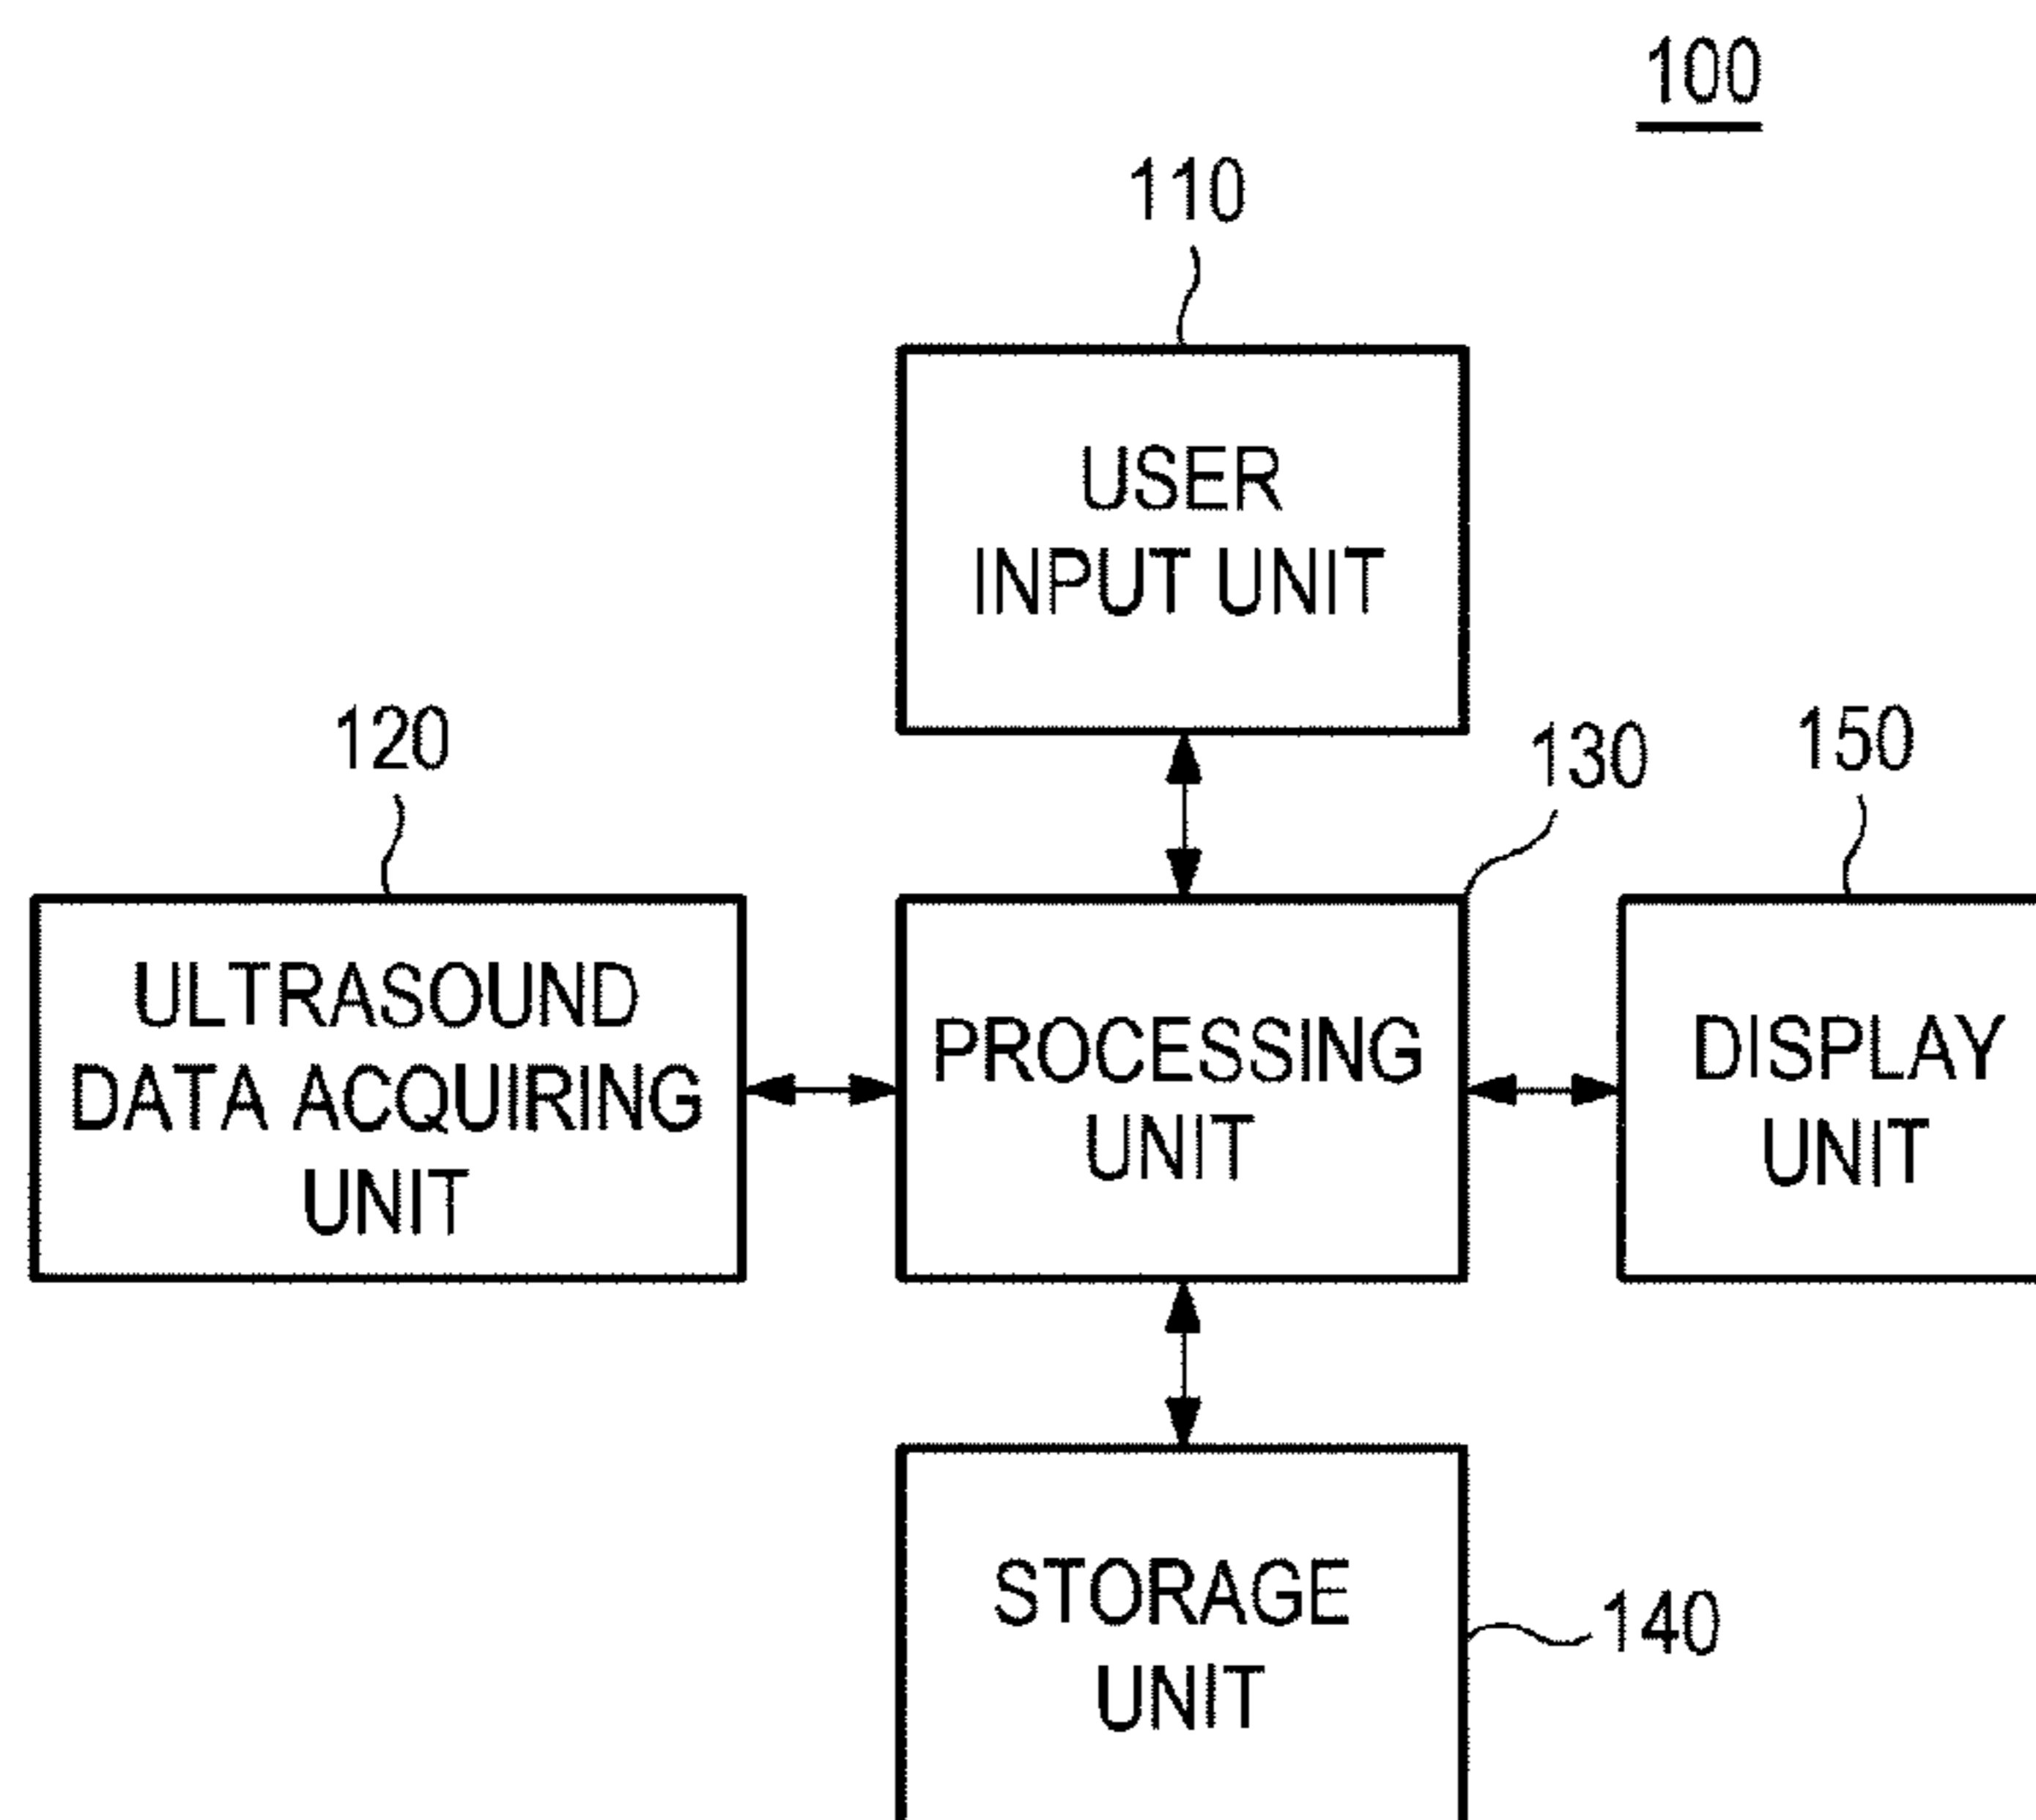 100
110
USER
INPUT UNIT
120
130
150
ULTRASOUND
DATA ACQUIRING
UNIT
PROCESSING
UNIT
DISPLAY
UNIT
STORAGE
UNIT
140